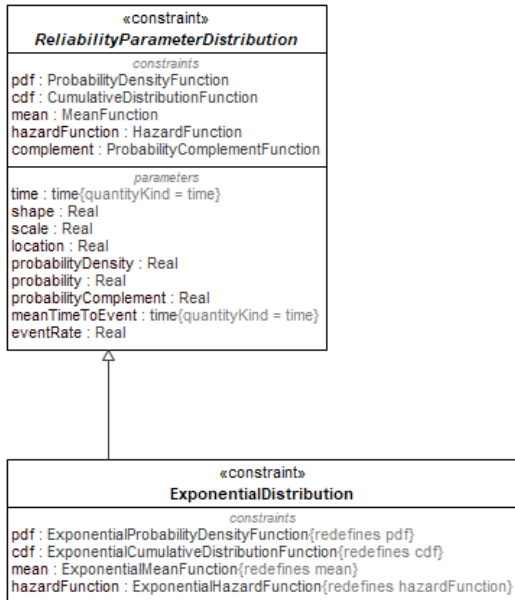 «constraint»
ReliabilityParameterDistribution
constraints
pdf : ProbabilityDensityFunction
cdf : CumulativeDistributionFunction
mean : MeanFunction
hazardFunction : HazardFunction
complement : ProbabilityComplementFunction
parameters
time : time{quantityKind = time}
shape : Real
scale : Real
location : Real
probabilityDensity : Real
probability : Real
probabilityComplement : Real
meanTimeToEvent : time{quantityKind = time}
eventRate : Real
«constraint»
ExponentialDistribution
constraints
pdf : ExponentialProbabilityDensityFunction{redefines pdf}
cdf : ExponentialCumulativeDistributionFunction{redefines cdf}
mean : ExponentialMeanFunction{redefines mean}
hazardFunction : ExponentialHazardFunction{redefines hazardFunction}